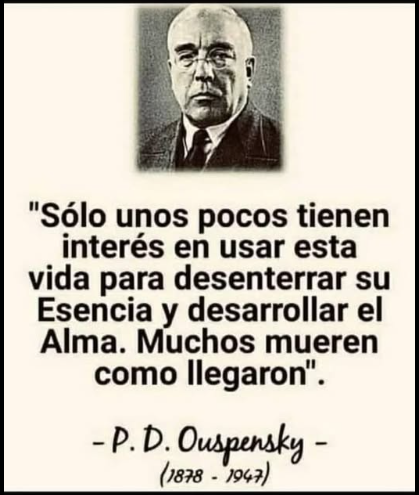 "Sólo unos pocos tienen
interés en usar esta
vida para desenterrar su
Esencia y desarrollar el
Alma. Muchos mueren
como llegaron".
- P. D. Ouspensky -
(1878 - 1947)